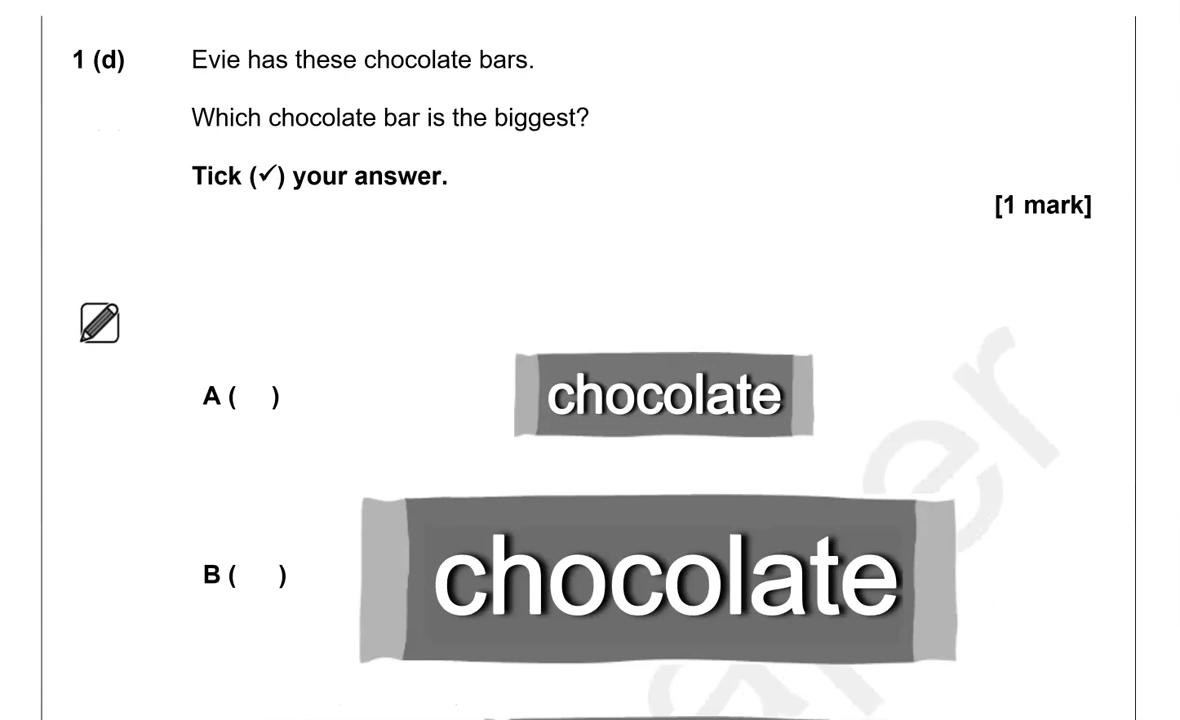 1 (d) Evie has these chocolate bars.
Which chocolate bar is the biggest?
Tick (✓) your answer.
[1 mark]
A ( ) chocolate
B ( ) chocolate